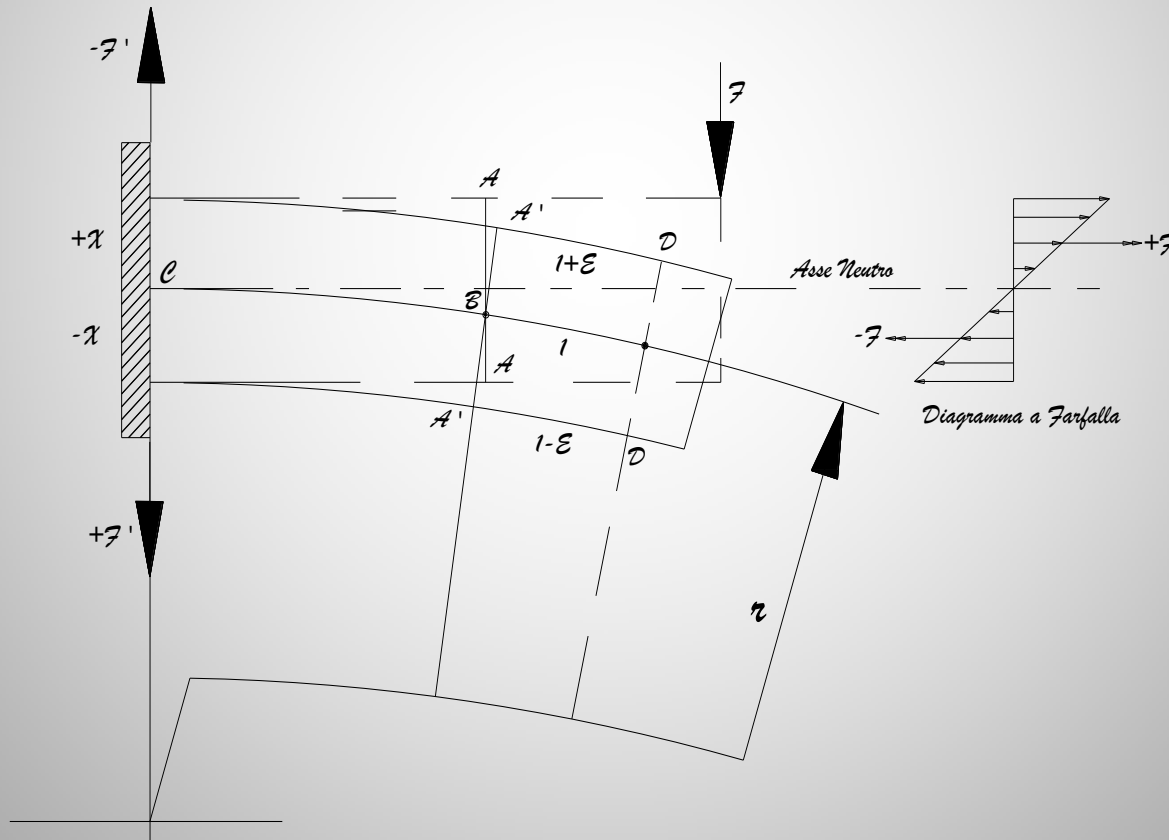 -F'
F
A
A'
+X
D
1+E
+F
C
Asse Neutro
B
-X
1
-F
A
A'
Diagramma a Farfalla
1-E
D
+F'
r